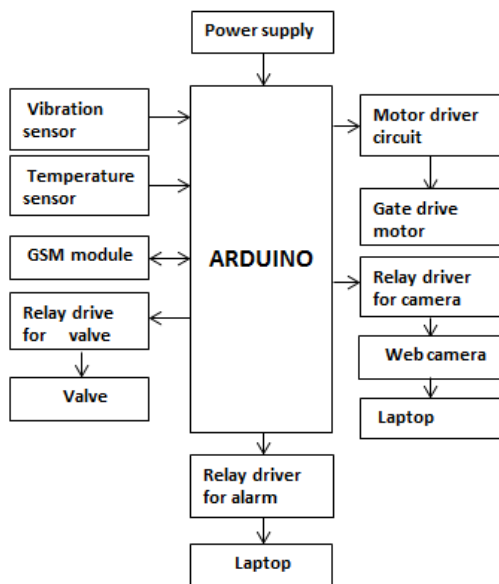 Power supply
Vibration
sensor
Temperature
sensor
GSM module
Relay drive
for valve
Valve
ARDUINO
Motor driver
circuit
Gate drive
motor
Relay driver
for camera
Web camera
Laptop
Relay driver
for alarm
Laptop